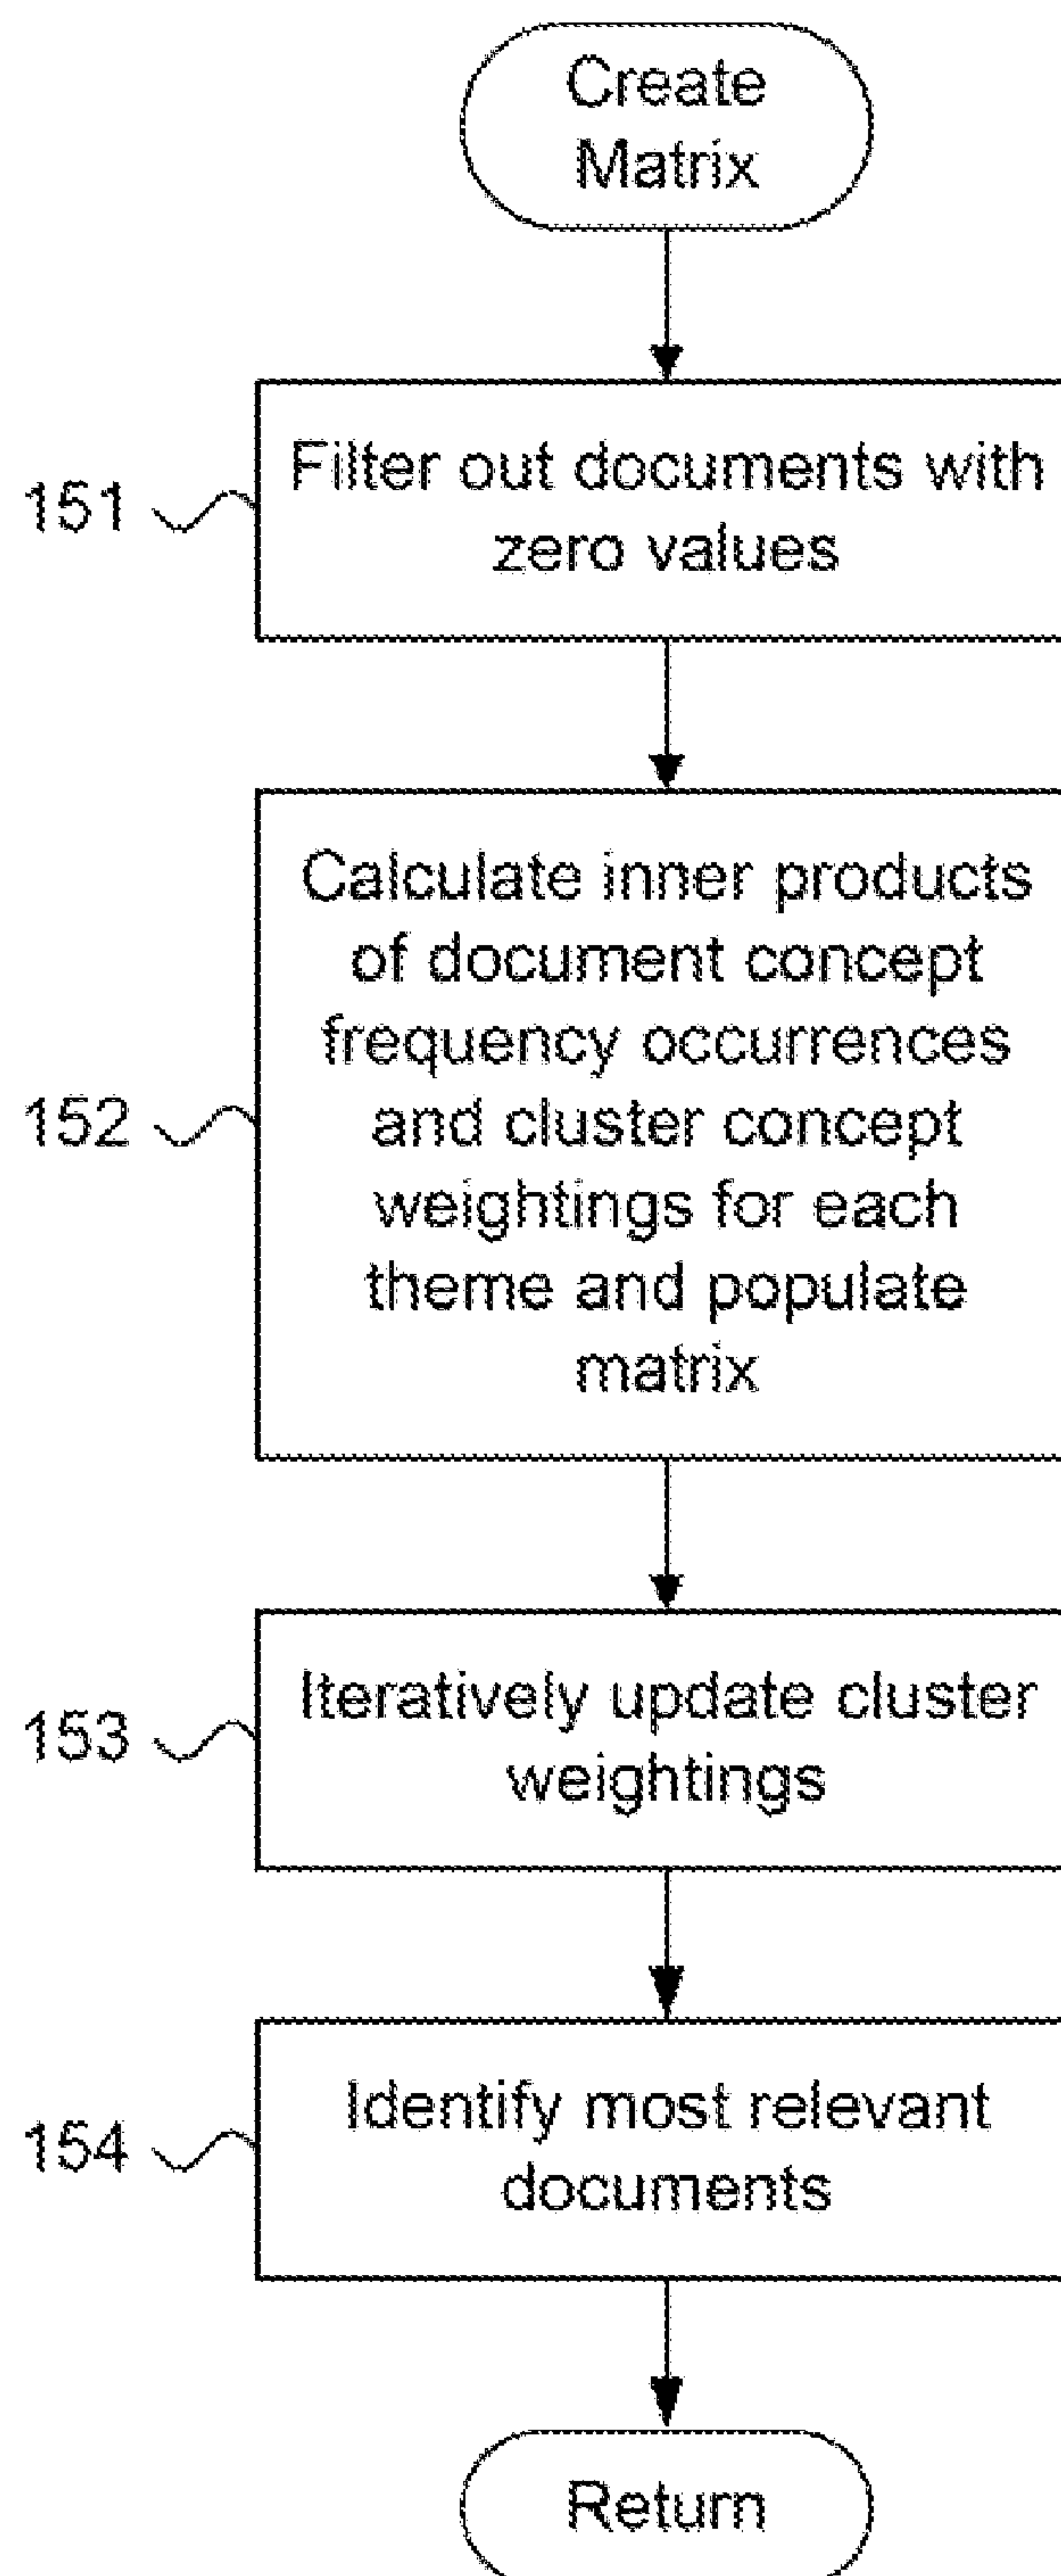 Create
Matrix
151
Filter out documents with
zero values
152
Calculate inner products
of document concept
frequency occurrences
and cluster concept
weightings for each
theme and populate
matrix
153
Iteratively update cluster
weightings
154
Identify most relevant
documents
Return